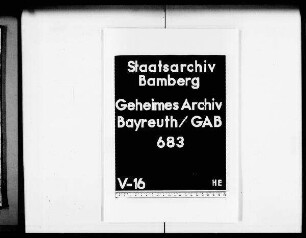 Staatsarchiv
Bamberg
Geheimes Archiv
Bayreuth/GAB
683
V-16 HE